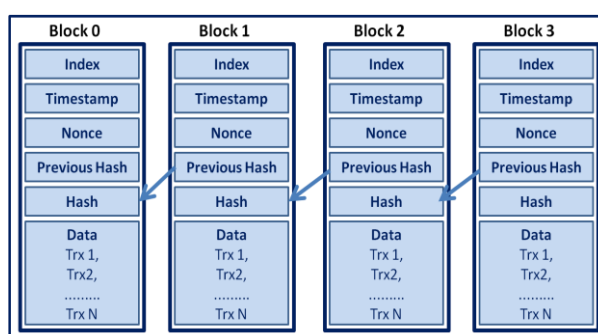 Block 0
Index
Timestamp
Nonce
Previous Hash
Hash
Data
Trx 1,
Trx2,
.........
Trx N
Block 1
Index
Timestamp
Nonce
Previous Hash
Hash
Data
Trx 1,
Trx2,
.........
Trx N
Block 2
Index
Timestamp
Nonce
Previous Hash
Hash
Data
Trx 1,
Trx2,
.........
Trx N
Block 3
Index
Timestamp
Nonce
Previous Hash
Hash
Data
Trx 1,
Trx2,
.........
Trx N